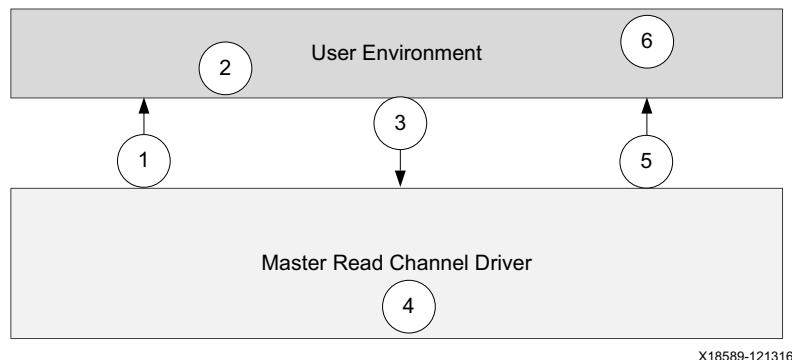 User Environment
6
2
3
1
5
Master Read Channel Driver
4
X18589-121316